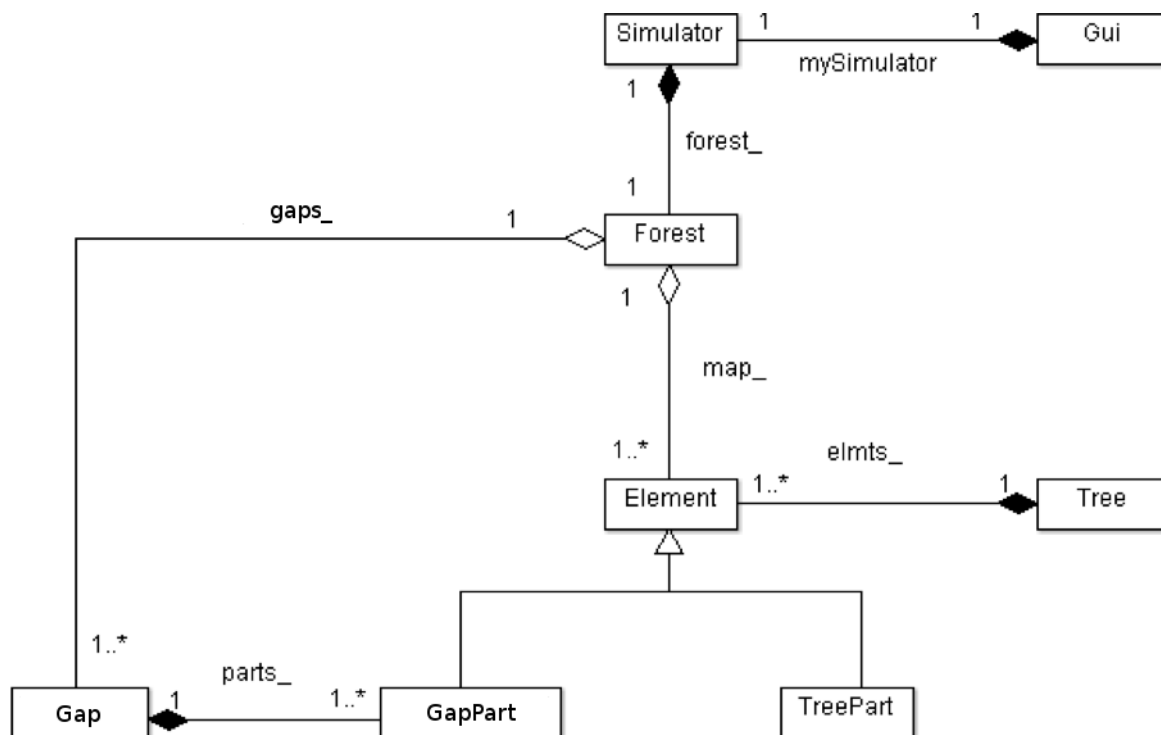 Simulator
1
1
Gui
mySimulator
1
forest_
1
gaps_
1
Forest
1
map_
1..*
elmts_
Element
1..*
1
Tree
1..*
parts_
Gap
1
1..*
GapPart
TreePart